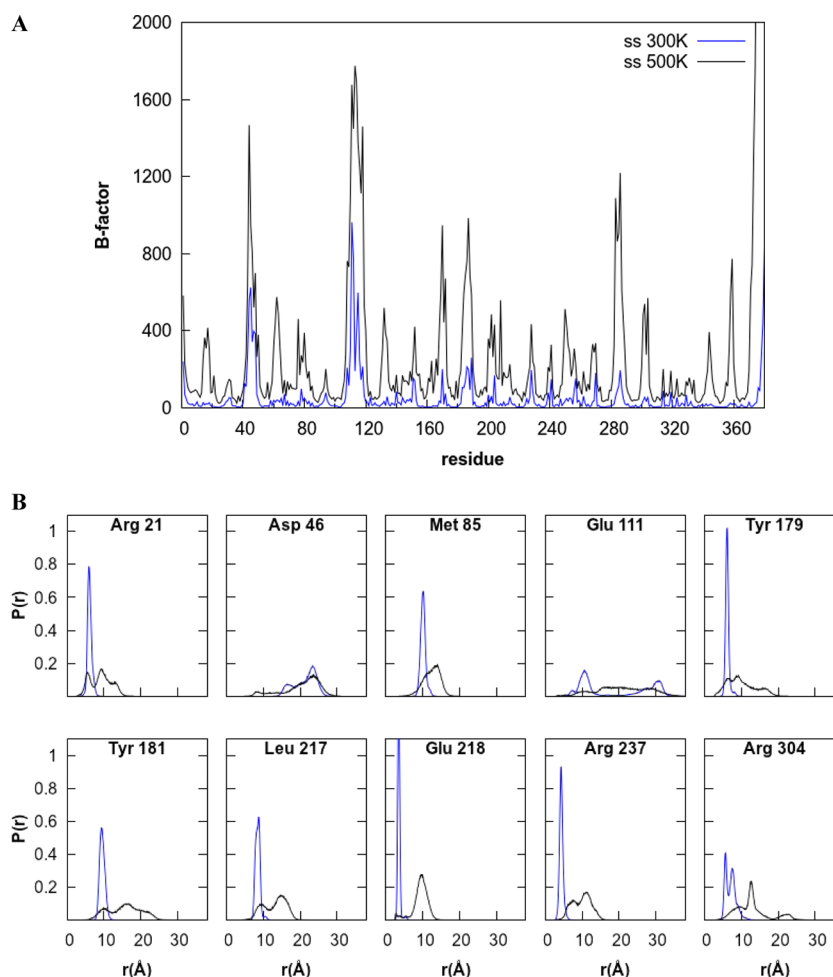 A
2000
1600
1200
800
400
0
B-factor
ss 300K
ss 500K
0 40 80 120 160 200 240 280 320 360
residue
B
Arg 21 Asp 46 Met 85 Glu 111 Tyr 179
1
0.8
0.6
0.4
0.2
P(r)
Tyr 181 Leu 217 Glu 218 Arg 237 Arg 304
1
0.8
0.6
0.4
0.2
P(r)
0 10 20 30 0 10 20 30 0 10 20 30 0 10 20 30 0 10 20 30
r(Å) r(Å) r(Å) r(Å) r(Å)